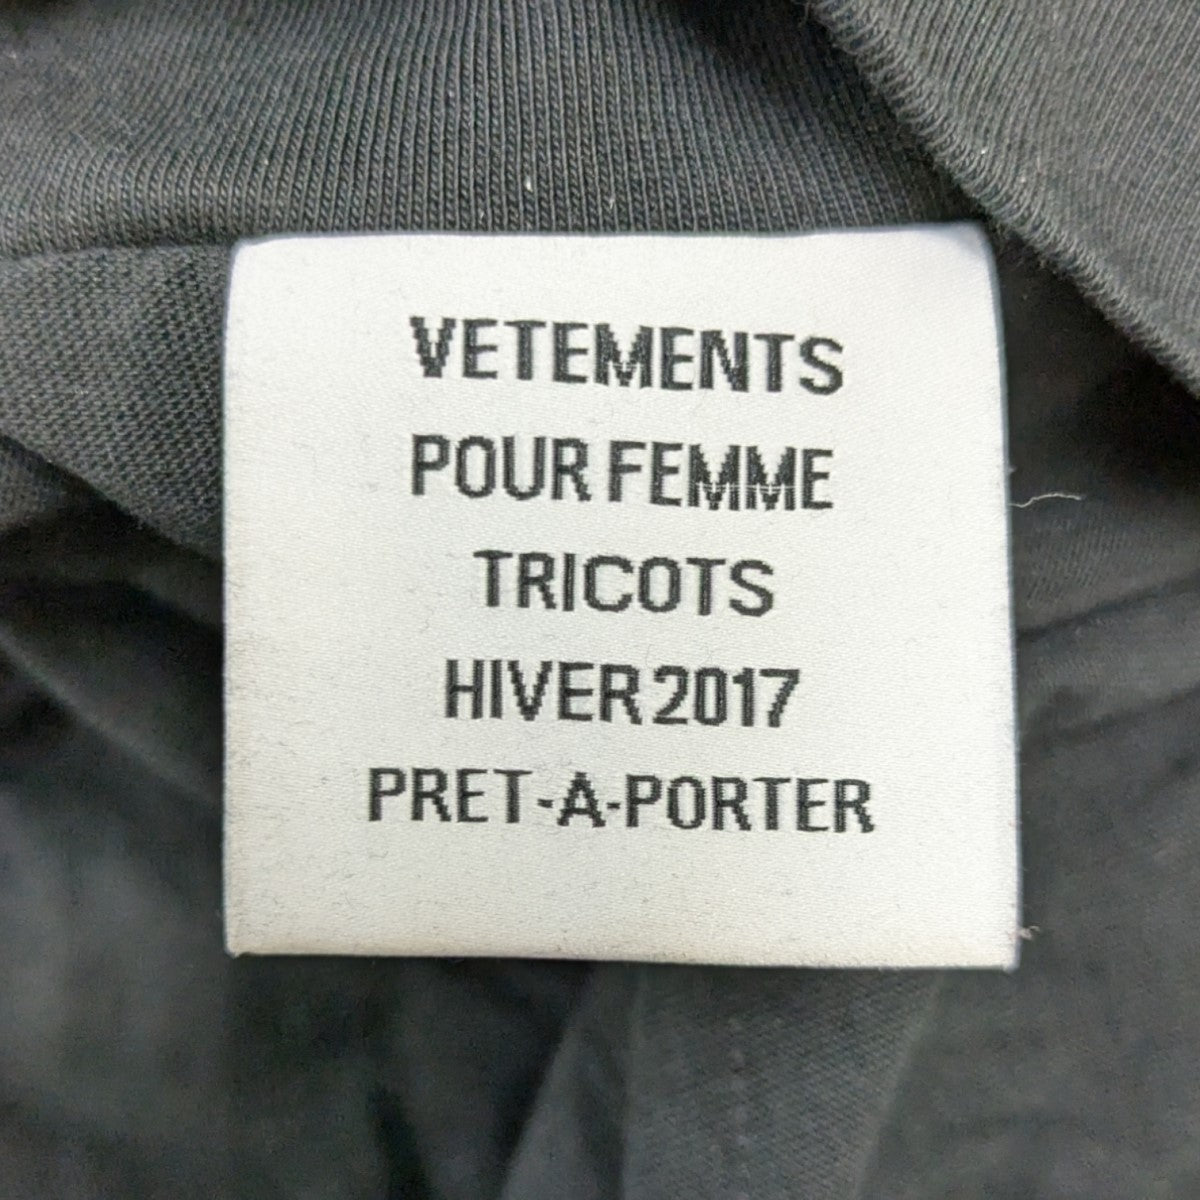 VETEMENTS
POUR FEMME
TRICOTS
HIVER 2017
PRET-A-PORTER